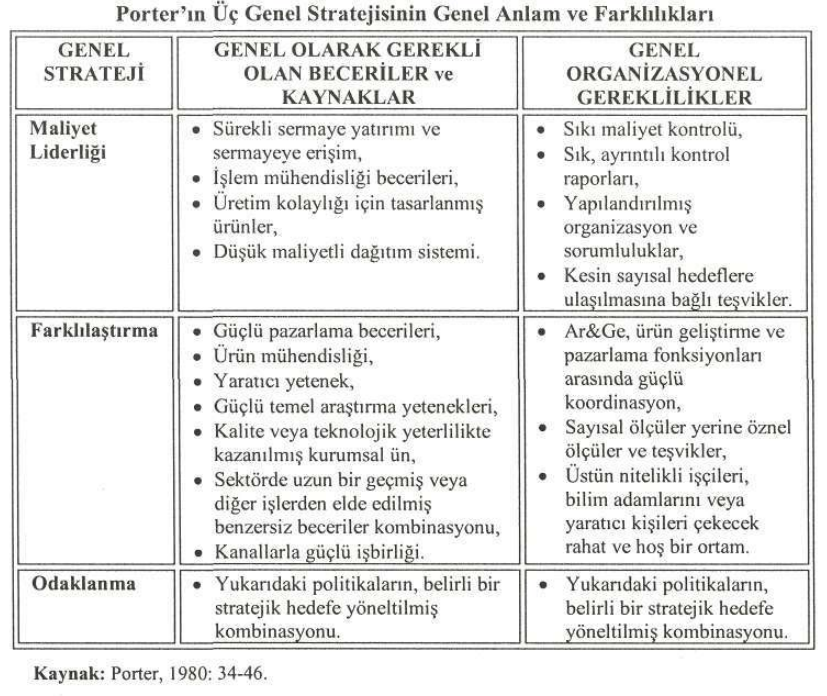 Porter’ın Üç Genel Stratejisinin Genel Anlam ve Farklılıkları
GENEL
STRATEJİ
GENEL OLARAK GEREKLİ
OLAN BECERİLER ve
KAYNAKLAR
GENEL
ORGANİZASYONEL
GEREKLİLİKLER
Maliyet
Liderliği
• Sürekli sermaye yatırımı ve
sermayeye erişim,
• İşlem mühendisliği becerileri,
• Üretim kolaylığı için tasarlanmış
ürünler,
• Düşük maliyetli dağıtım sistemi.
• Sıkı maliyet kontrolü,
• Sık, ayrıntılı kontrol
raporları,
• Yapılandırılmış
organizasyon ve
sorumluluklar,
• Kesin sayısal hedeflere
ulaşılmasına bağlı teşvikler.
Farklılaştırma
• Güçlü pazarlama becerileri,
• Ürün mühendisliği,
• Yaratıcı yetenek,
• Güçlü temel araştırma yetenekleri,
• Kalite veya teknolojik yeterlilikte
kazanılmış kurumsal ün,
• Sektörde uzun bir geçmiş veya
diğer işlerden elde edilmiş
benzersiz beceriler kombinasyonu,
• Kanallarla güçlü işbirliği.
• Ar&Ge, ürün geliştirme ve
pazarlama fonksiyonları
arasında güçlü
koordinasyon,
• Sayısal ölçüler yerine öznel
ölçüler ve teşvikler,
• Üstün nitelikli işçileri,
bilim adamlarını veya
yaratıcı kişileri çekecek
rahat ve hoş bir ortam.
Odaklanma
• Yukarıdaki politikaların, belirli bir
stratejik hedefe yöneltilmiş
kombinasyonu.
• Yukarıdaki politikaların,
belirli bir stratejik hedefe
yöneltilmiş kombinasyonu.
Kaynak: Porter, 1980: 34-46.